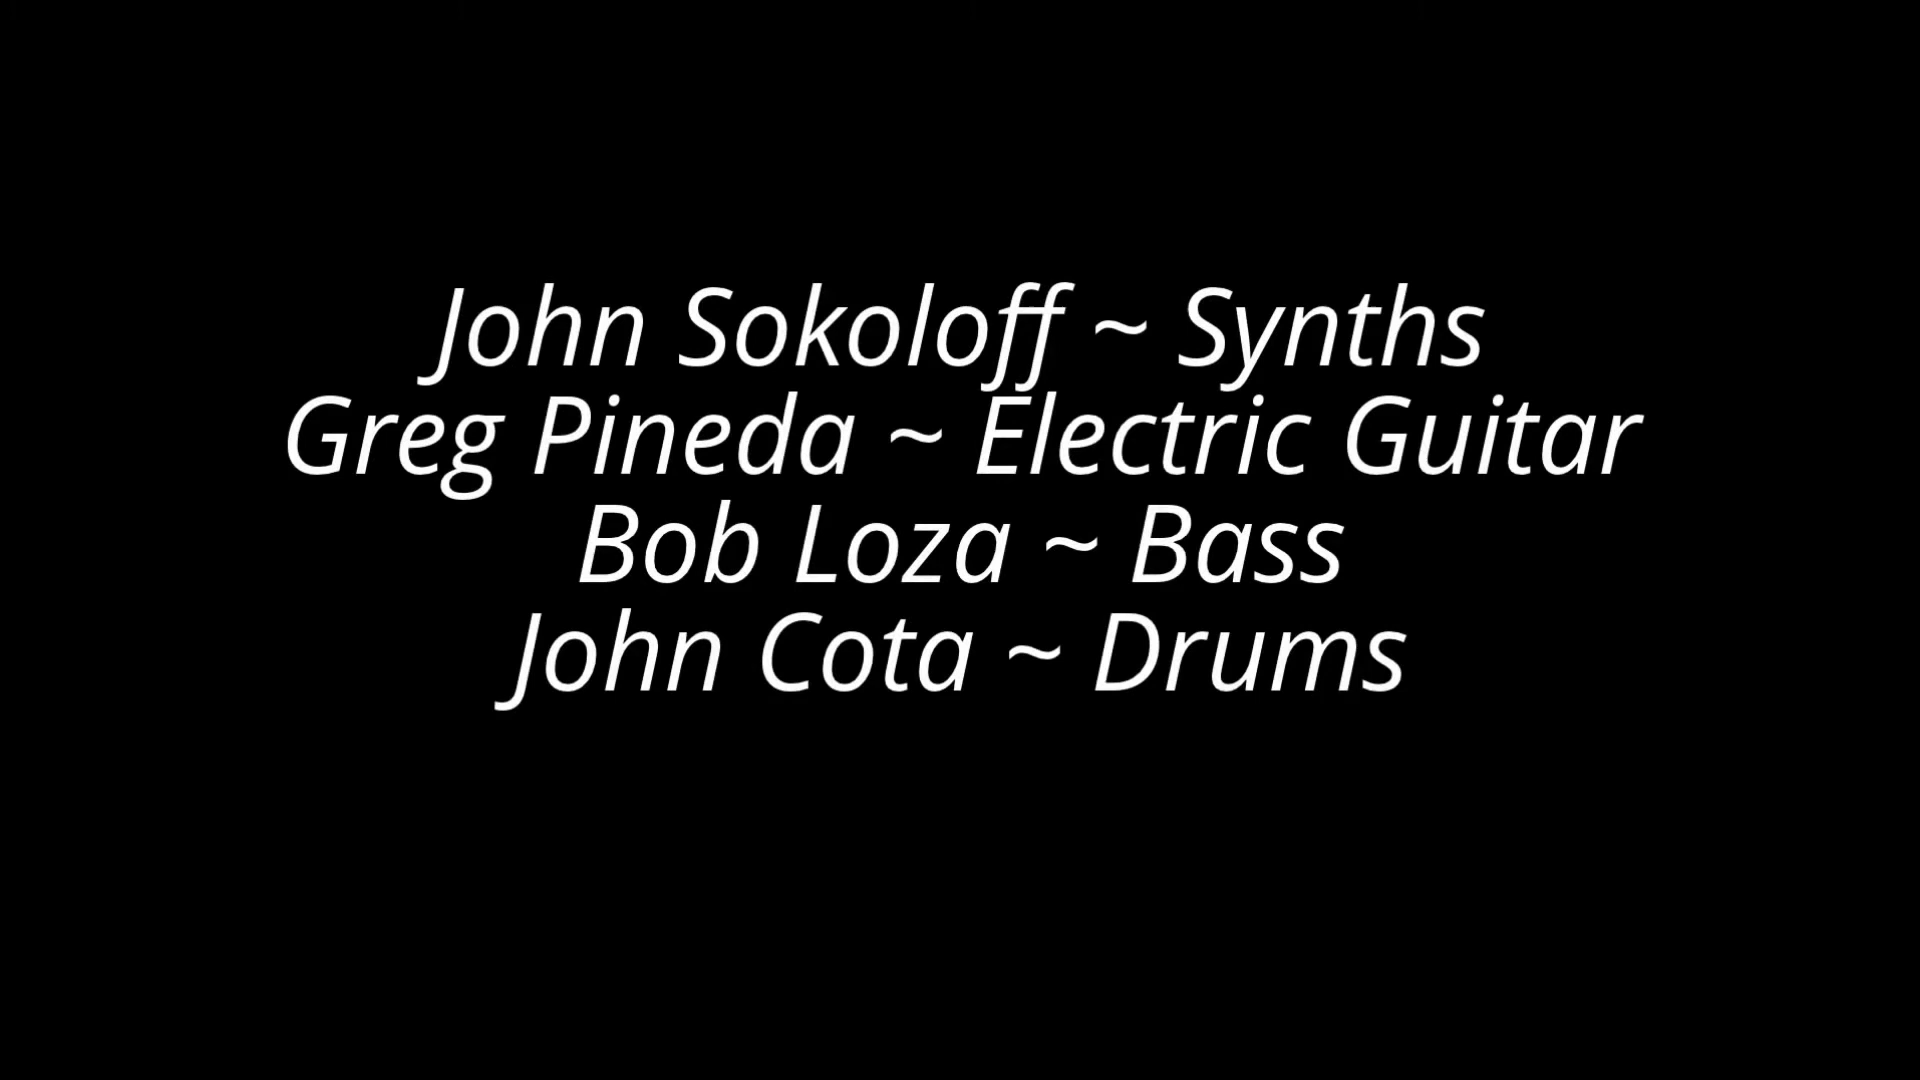 John Sokoloff ~ Synths
Greg Pineda ~ Electric Guitar
Bob Loza ~ Bass
John Cota ~ Drums